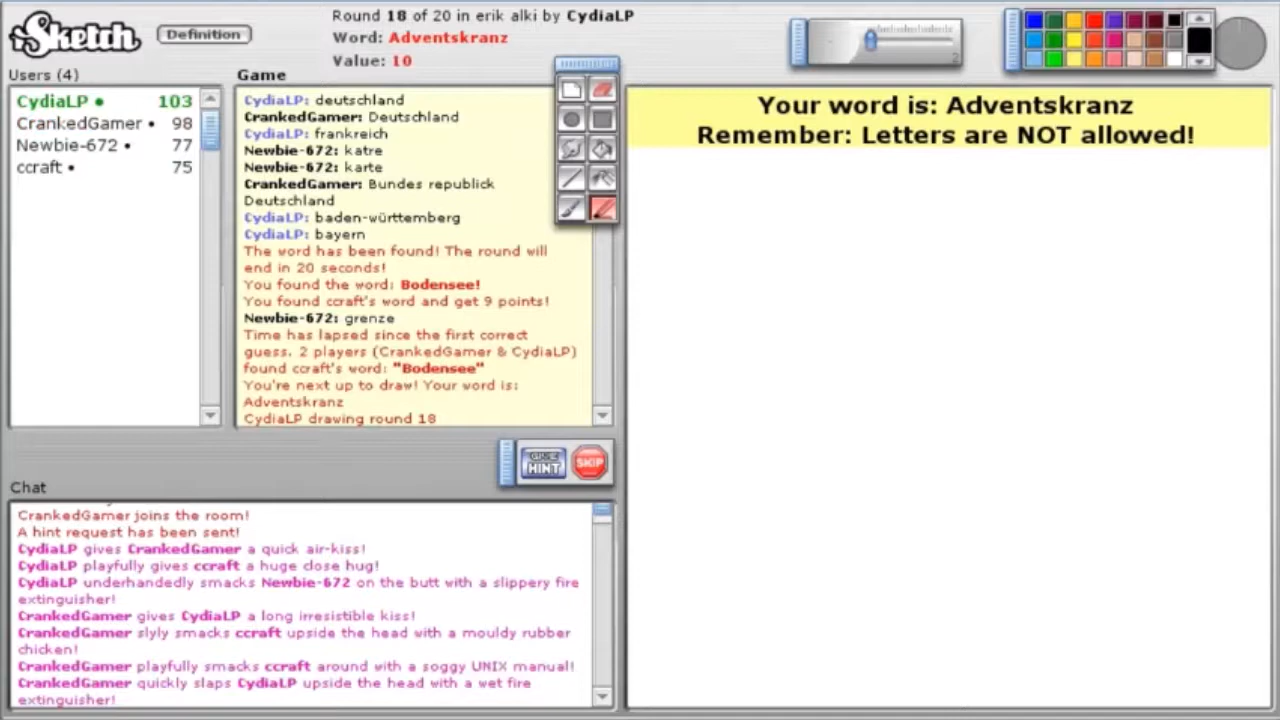 iSketch
Definition
Round 18 of 20 in erik alki by CydiaLP
Word: Adventskranz
Value: 10
2
Users (4)
CydiaLP • 103
CrankedGamer • 98
Newbie-672 • 77
ccraft • 75
Game
CydiaLP: deutschland
CrankedGamer: Deutschland
CydiaLP: frankreich
Newbie-672: katre
Newbie-672: karte
CrankedGamer: Bundes republick
Deutschland
CydiaLP: baden-württemberg
CydiaLP: bayern
The word has been found! The round will
end in 20 seconds!
You found the word: Bodensee!
You found ccraft's word and get 9 points!
Newbie-672: grenze
Time has lapsed since the first correct
guess. 2 players (CrankedGamer & CydiaLP)
found ccraft's word: "Bodensee"
You're next up to draw! Your word is:
Adventskranz
CydiaLP drawing round 18
Your word is: Adventskranz
Remember: Letters are NOT allowed!
HINT
SKIP
Chat
CrankedGamer joins the room!
A hint request has been sent!
CydiaLP gives CrankedGamer a quick air-kiss!
CydiaLP playfully gives ccraft a huge close hug!
CydiaLP underhandedly smacks Newbie-672 on the butt with a slippery fire
extinguisher!
CrankedGamer gives CydiaLP a long irresistible kiss!
CrankedGamer slyly smacks ccraft upside the head with a mouldy rubber
chicken!
CrankedGamer playfully smacks ccraft around with a soggy UNIX manual!
CrankedGamer quickly slaps CydiaLP upside the head with a wet fire
extinguisher!